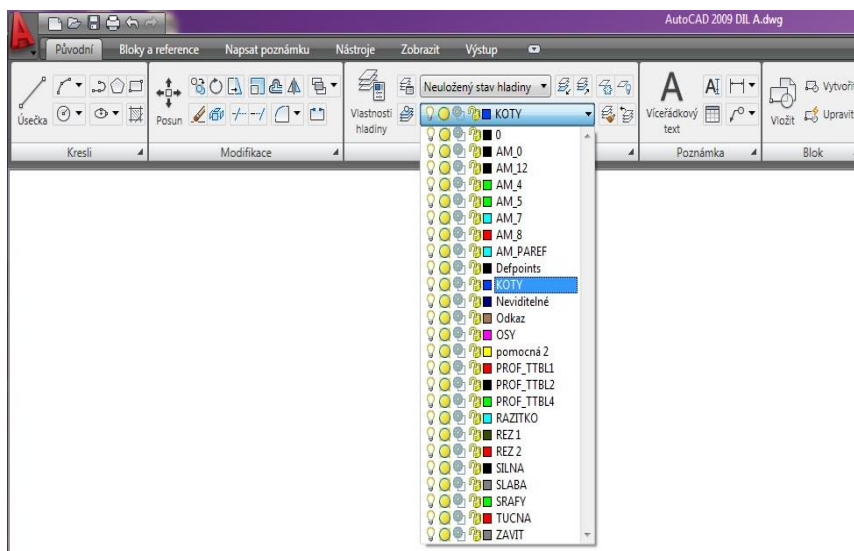 AutoCAD 2009 DIL A.dwg
Původní Bloky a reference Napsat poznámku Nástroje Zobrazit Výstup
Neuložený stav hladiny
Úsečka Posun Vlastnosti hladiny KOTY Víceřádkový text Vložit Vytvoři
Upravit
Kresli Modifikace Poznámka Blok
0
AM_0
AM_12
AM_4
AM_5
AM_7
AM_8
AM_PAREF
Defpoints
KOTY
Neviditelné
Odkaz
OSY
pomocná 2
PROF_TTBL1
PROF_TTBL2
PROF_TTBL4
RAZITKO
REZ 1
REZ 2
SILNA
SLABA
SRAFY
TUCNA
ZAVIT